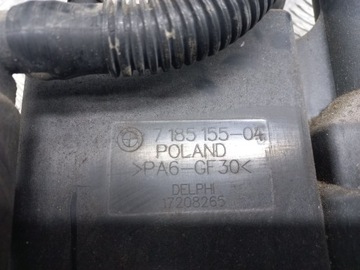 7 185 155-04
POLAND
>PA6-GF30<
DELPHI
17208265